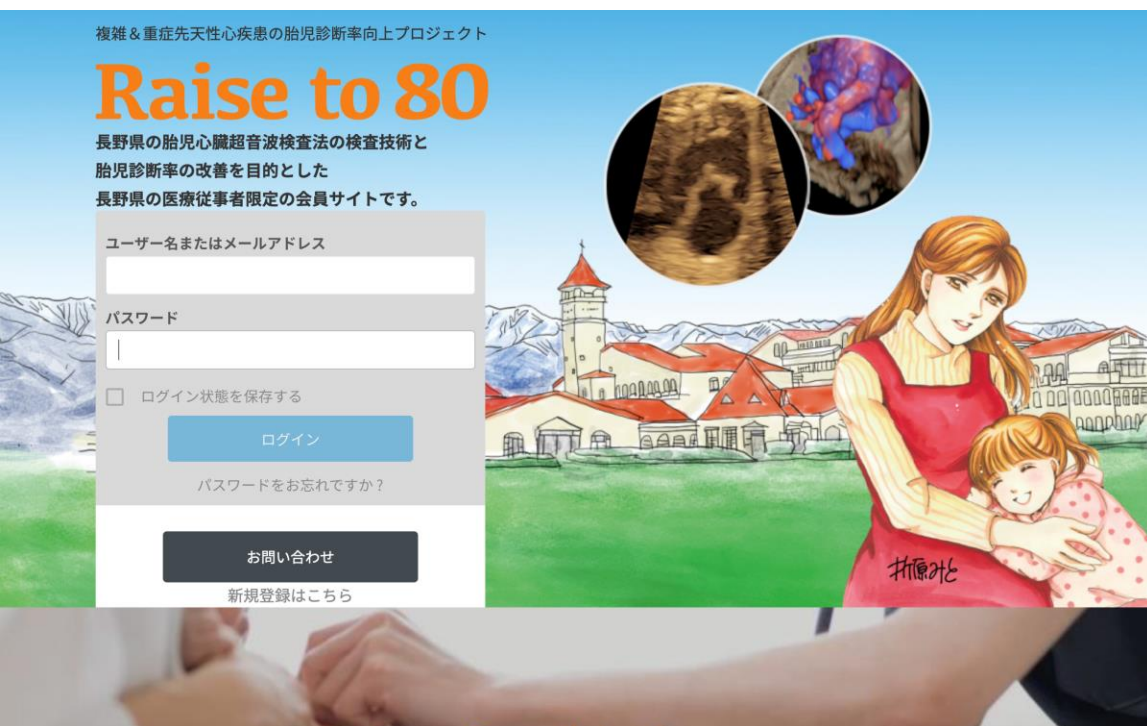 複雑＆重症先天性心疾患の胎児診断率向上プロジェクト
Raise to 80
長野県の胎児心臓超音波検査法の検査技術と
胎児診断率の改善を目的とした
長野県の医療従事者限定の会員サイトです。
ユーザー名またはメールアドレス
パスワード
ログイン状態を保存する
ログイン
パスワードをお忘れですか ?
お問い合わせ
新規登録はこちら
折原みと